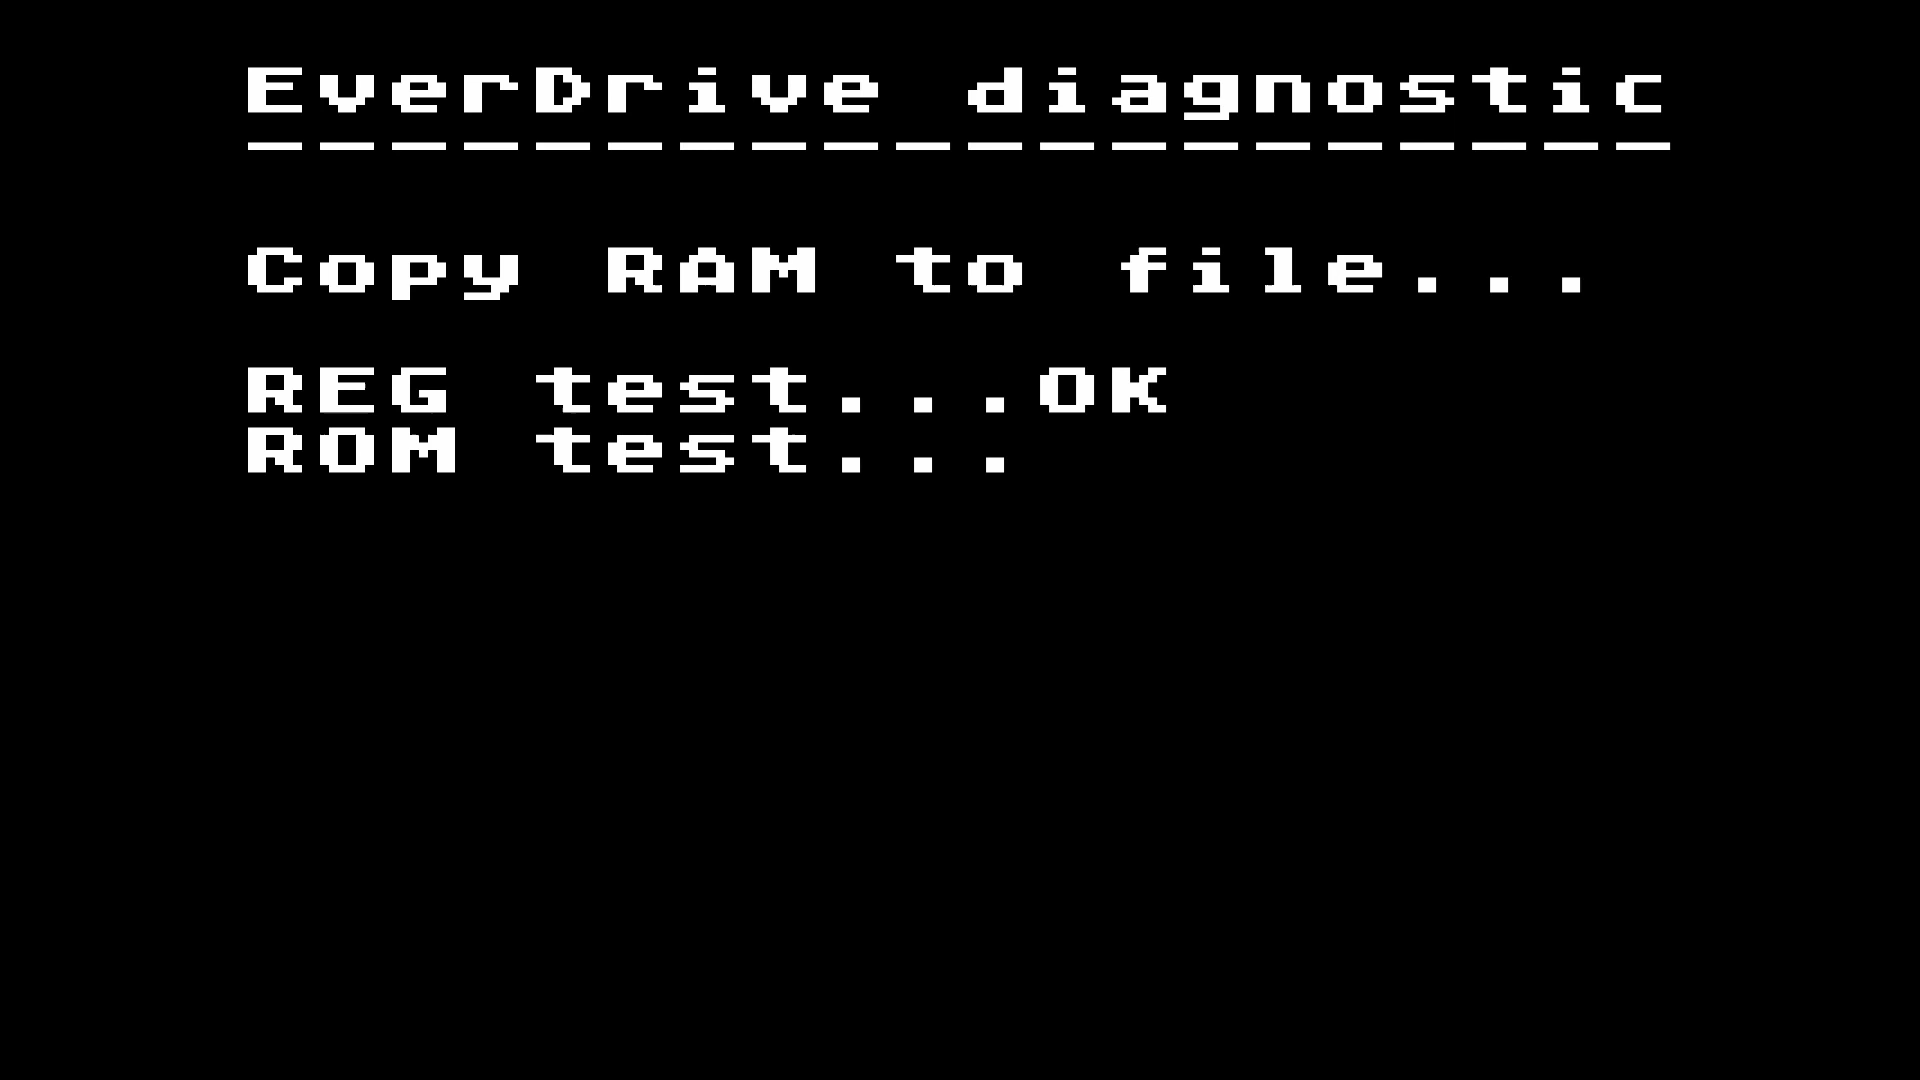 EverDrive diagnostic
--------------------
Copy RAM to file...
REG test...OK
ROM test...